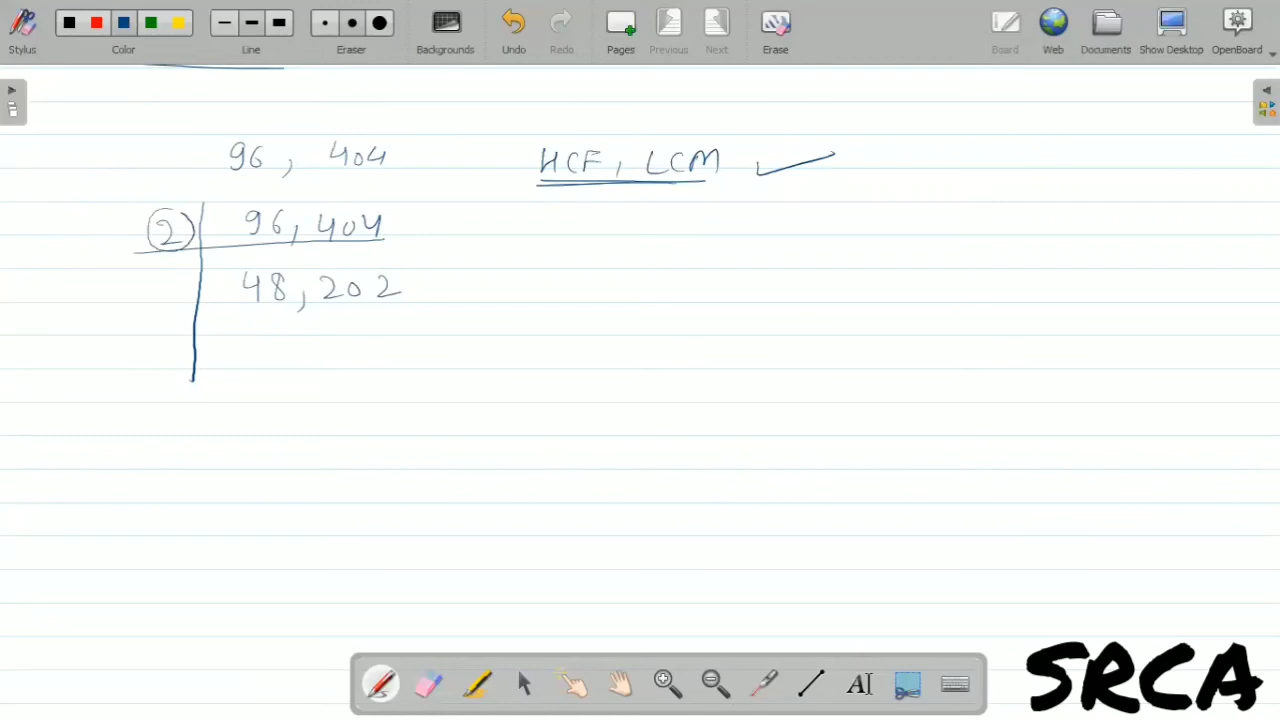 Stylus Color Line Eraser Backgrounds Undo Redo Pages Previous Next Erase Board Web Documents Show Desktop OpenBoard
96, 404 HCF, LCM
2 96, 404
48, 202
AI
SRCA